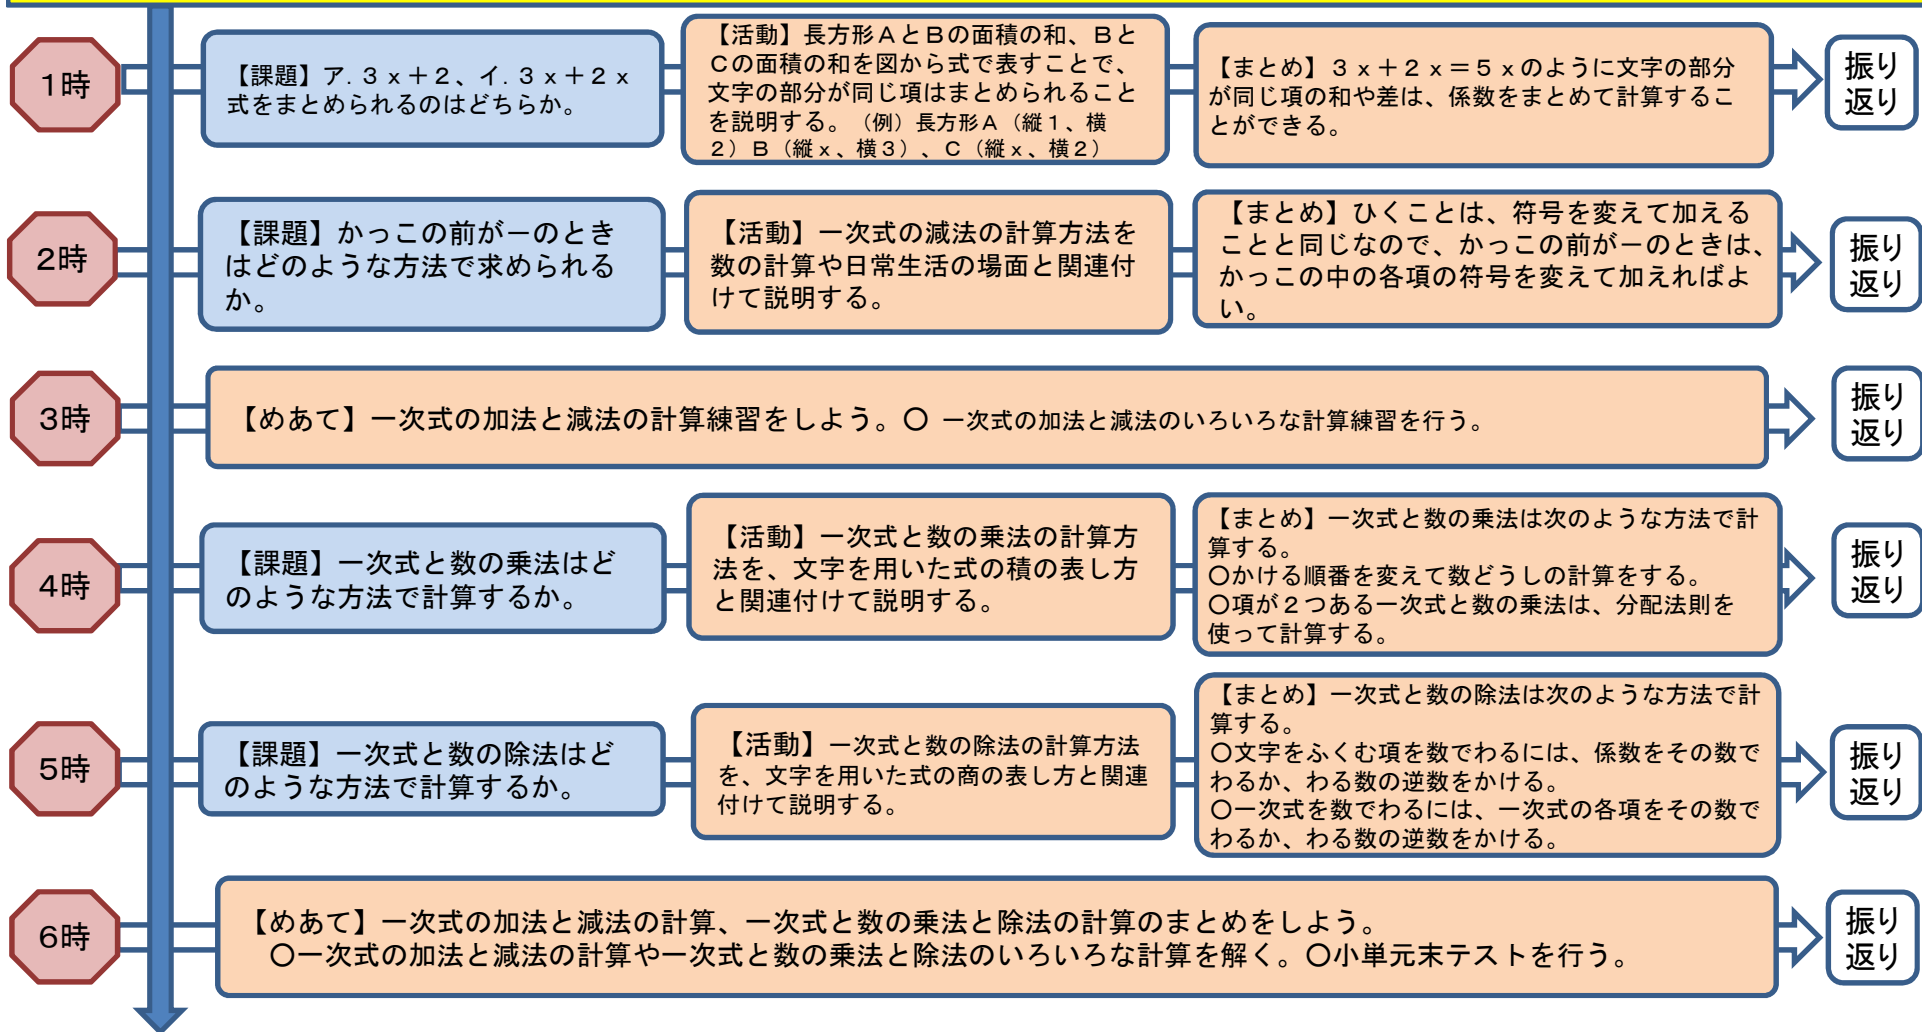 1時
【課題】ア．３ｘ＋２、イ．３ｘ＋２ｘ
式をまとめられるのはどちらか。
【活動】長方形ＡとＢの面積の和、Ｂと
Ｃの面積の和を図から式で表すことで、
文字の部分が同じ項はまとめられること
を説明する。（例）長方形Ａ（縦１、横
２）Ｂ（縦ｘ、横３）、Ｃ（縦ｘ、横２）
【まとめ】３ｘ＋２ｘ＝５ｘのように文字の部分
が同じ項の和や差は、係数をまとめて計算するこ
とができる。
振り
返り
2時
【課題】かっこの前が－のとき
はどのような方法で求められる
か。
【活動】一次式の減法の計算方法を
数の計算や日常生活の場面と関連付
けて説明する。
【まとめ】ひくことは、符号を変えて加える
ことと同じなので、かっこの前が－のときは、
かっこの中の各項の符号を変えて加えればよ
い。
振り
返り
3時
【めあて】一次式の加法と減法の計算練習をしよう。〇 一次式の加法と減法のいろいろな計算練習を行う。
振り
返り
4時
【課題】一次式と数の乗法はど
のような方法で計算するか。
【活動】一次式と数の乗法の計算方
法を、文字を用いた式の積の表し方
と関連付けて説明する。
【まとめ】一次式と数の乗法は次のような方法で計
算する。
〇かける順番を変えて数どうしの計算をする。
〇項が２つある一次式と数の乗法は、分配法則を
使って計算する。
振り
返り
5時
【課題】一次式と数の除法はど
のような方法で計算するか。
【活動】一次式と数の除法の計算方法
を、文字を用いた式の商の表し方と関連
付けて説明する。
【まとめ】一次式と数の除法は次のような方法で計
算する。
〇文字をふくむ項を数でわるには、係数をその数で
わるか、わる数の逆数をかける。
〇一次式を数でわるには、一次式の各項をその数で
わるか、わる数の逆数をかける。
振り
返り
6時
【めあて】一次式の加法と減法の計算、一次式と数の乗法と除法の計算のまとめをしよう。
〇一次式の加法と減法の計算や一次式と数の乗法と除法のいろいろな計算を解く。〇小単元末テストを行う。
振り
返り